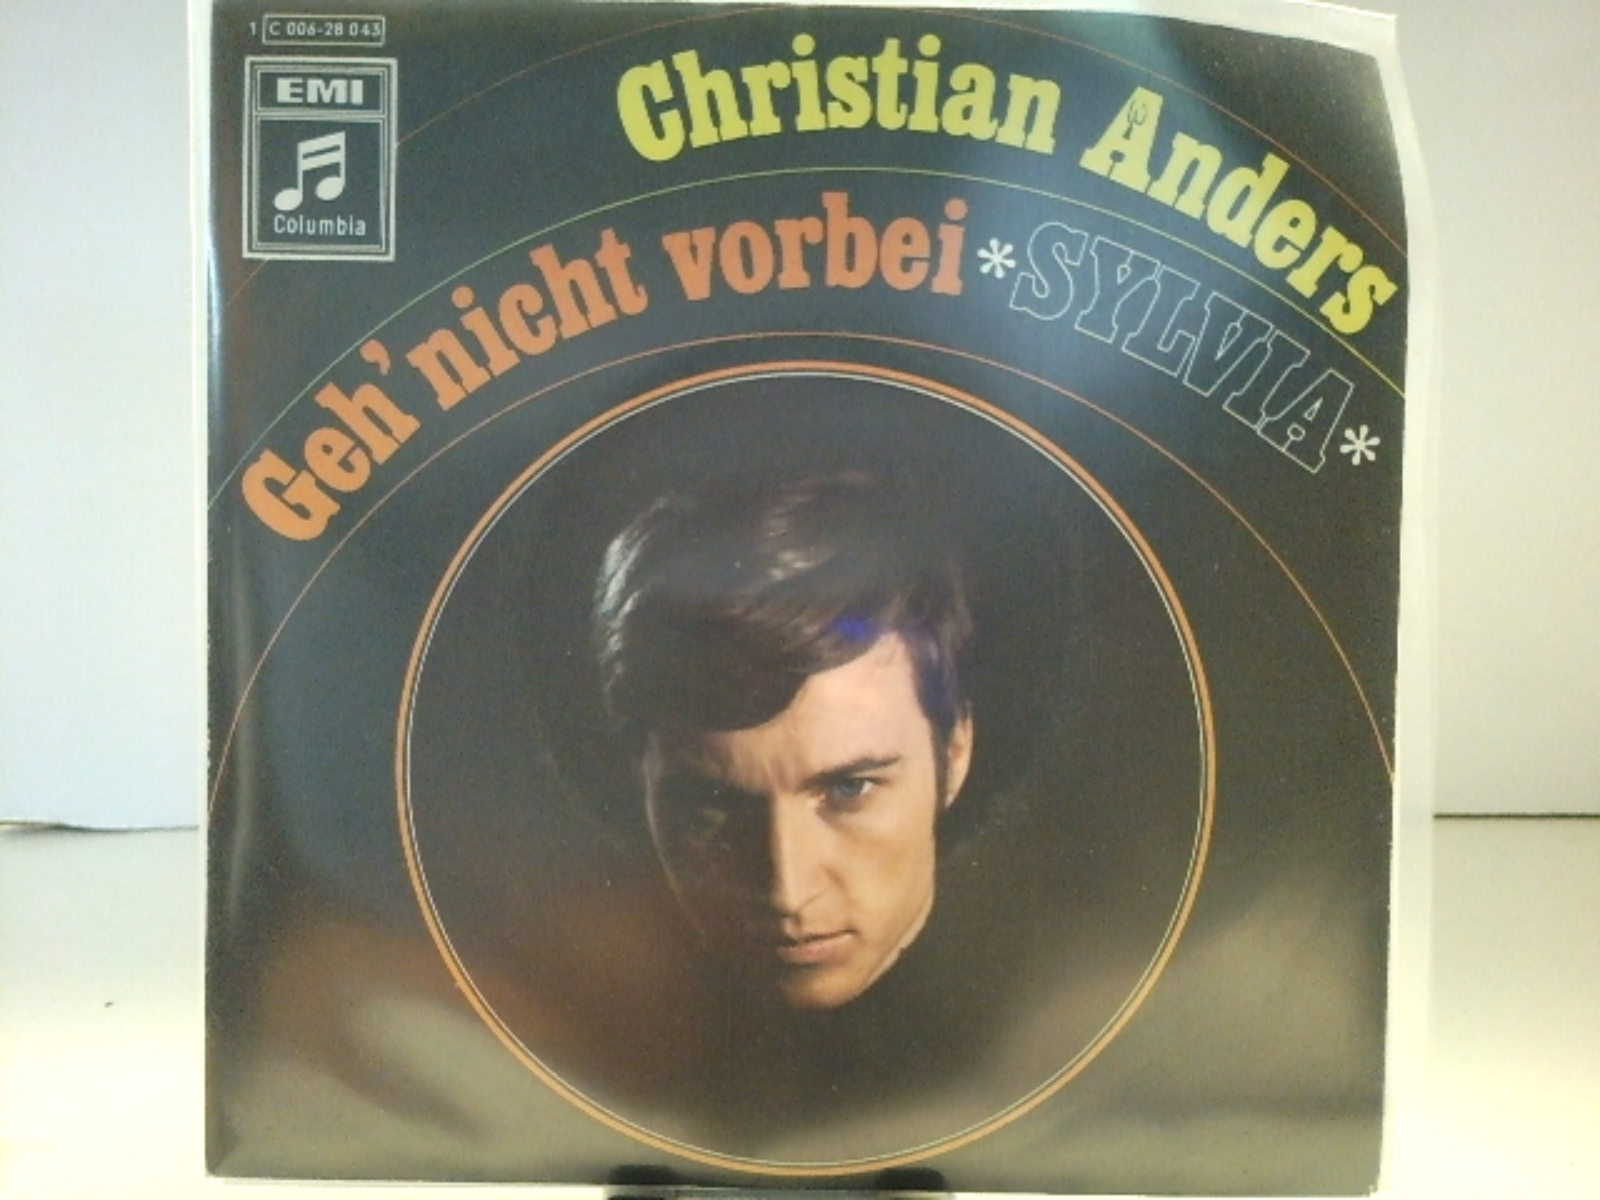 1 C 006-28 043
EMI
Columbia
Christian Anders
Geh' nicht vorbei *SYLVIA*